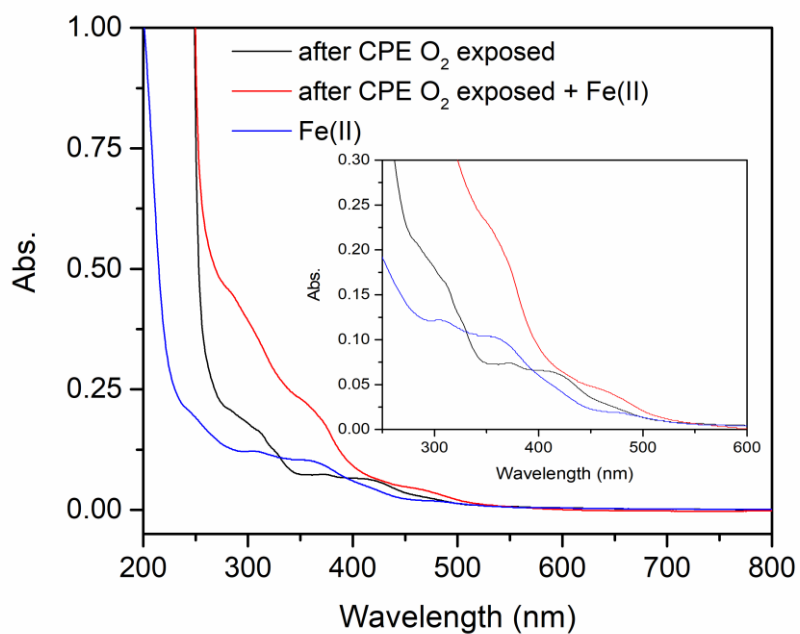 1.00
0.75
0.50
0.25
0.00
Abs.
200 300 400 500 600 700 800
Wavelength (nm)
after CPE O₂ exposed
after CPE O₂ exposed + Fe(II)
Fe(II)
0.30
0.25
0.20
0.15
0.10
0.05
0.00
Abs.
300 400 500 600
Wavelength (nm)